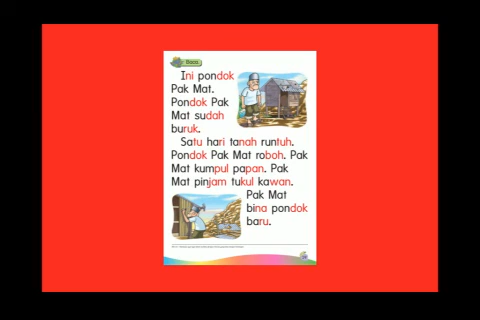 Baca
Ini pondok
Pak Mat.
Pondok Pak
Mat sudah
buruk.
Satu hari tanah runtuh.
Pondok Pak Mat roboh. Pak
Mat kumpul papan. Pak
Mat pinjam tukul kawan.
Pak Mat
bina pondok
baru.